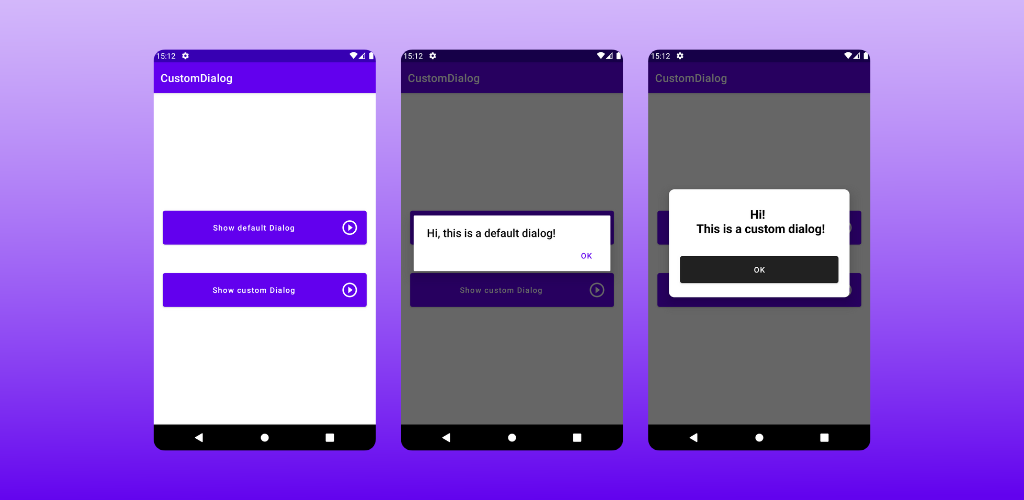 15:12
CustomDialog
Show default Dialog
Show custom Dialog
15:12
CustomDialog
Hi, this is a default dialog!
OK
Show custom Dialog
15:12
CustomDialog
Hi!
This is a custom dialog!
OK